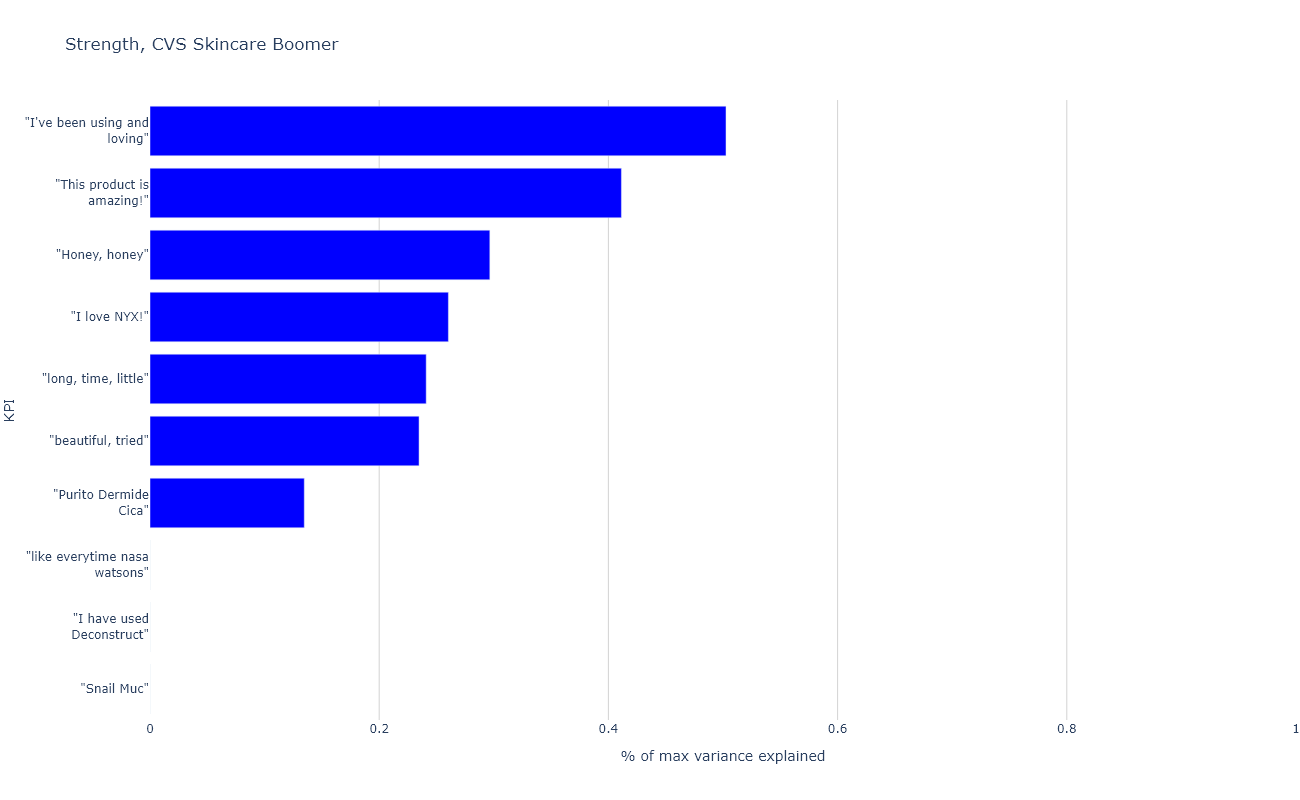 Strength, CVS Skincare Boomer
"I've been using and
loving"
"This product is
amazing!"
"Honey, honey"
"I love NYX!"
"long, time, little"
"beautiful, tried"
"Purito Dermide
Cica"
"like everytime nasa
watsons"
"I have used
Deconstruct"
"Snail Muc"
KPI
0
0.2
0.4
0.6
0.8
1
% of max variance explained